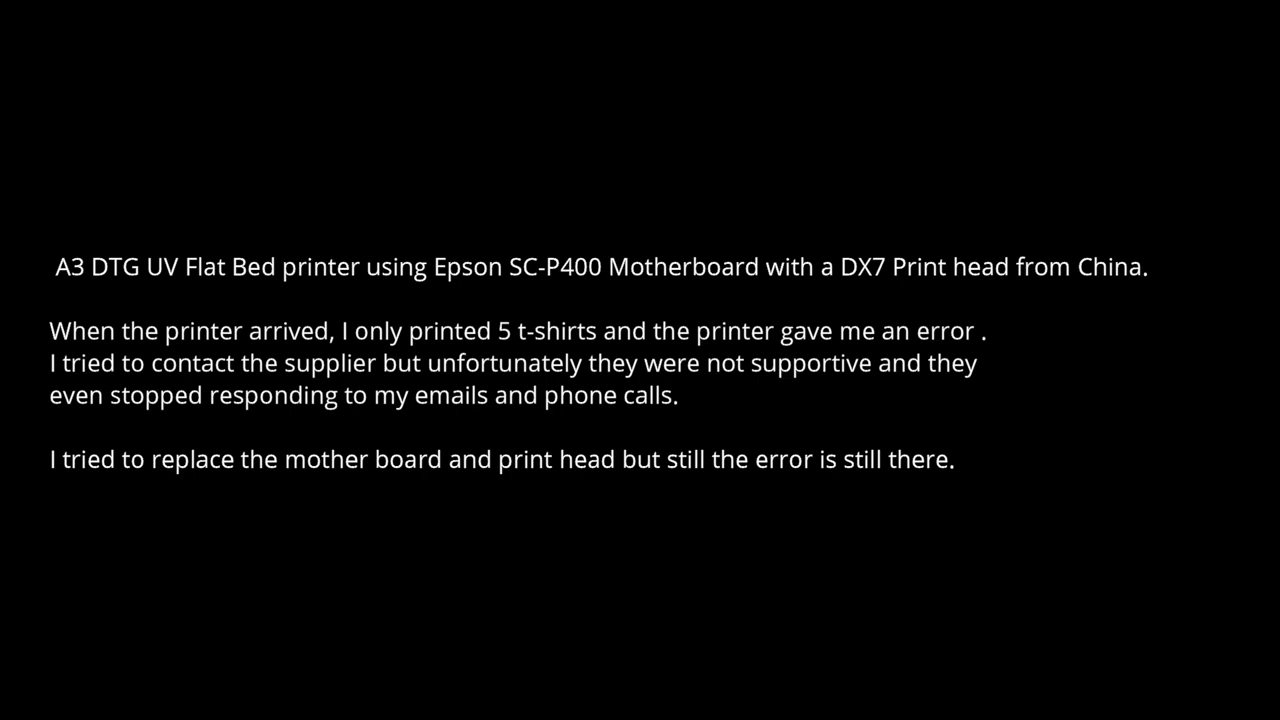 A3 DTG UV Flat Bed printer using Epson SC-P400 Motherboard with a DX7 Print head from China.
When the printer arrived, I only printed 5 t-shirts and the printer gave me an error .
I tried to contact the supplier but unfortunately they were not supportive and they
even stopped responding to my emails and phone calls.
I tried to replace the mother board and print head but still the error is still there.